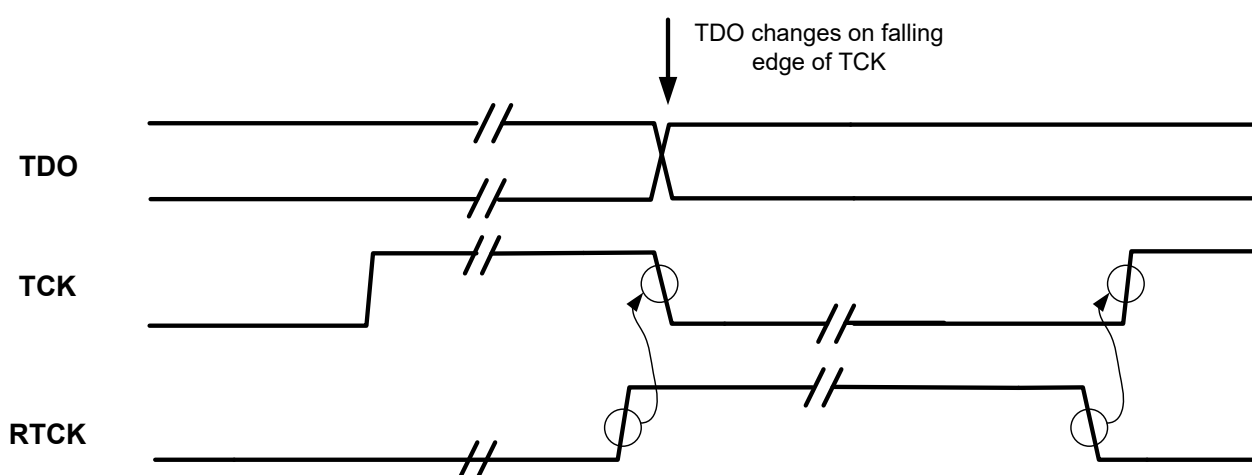 TDO changes on falling
edge of TCK
TDO
TCK
RTCK